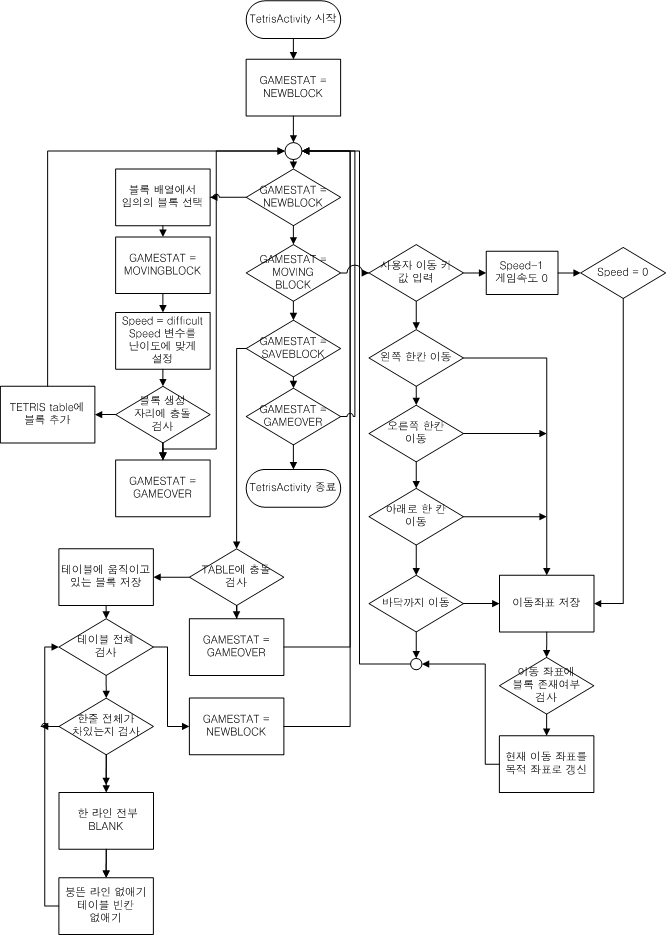 TetrisActivity 시작
GAMESTAT =
NEWBLOCK
GAMESTAT =
NEWBLOCK
블록 배열에서
임의의 블록 선택
GAMESTAT =
MOVINGBLOCK
Speed = difficult
Speed 변수를
난이도에 맞게
설정
블록 생성
자리에 충돌
검사
TETRIS table에
블록 추가
GAMESTAT =
GAMEOVER
GAMESTAT =
MOVING
BLOCK
GAMESTAT =
SAVEBLOCK
GAMESTAT =
GAMEOVER
TetrisActivity 종료
사용자 이동 키
값 입력
Speed-1
게임속도 0
Speed = 0
왼쪽 한칸 이동
오른쪽 한칸
이동
아래로 한 칸
이동
바닥까지 이동
이동좌표 저장
이동 좌표에
블록 존재여부
검사
현재 이동 좌표를
목적 좌표로 갱신
TABLE에 충돌
검사
테이블에 움직이고
있는 블록 저장
GAMESTAT =
GAMEOVER
테이블 전체
검사
한줄 전체가
차있는지 검사
GAMESTAT =
NEWBLOCK
한 라인 전부
BLANK
붕뜬 라인 없애기
테이블 빈칸
없애기